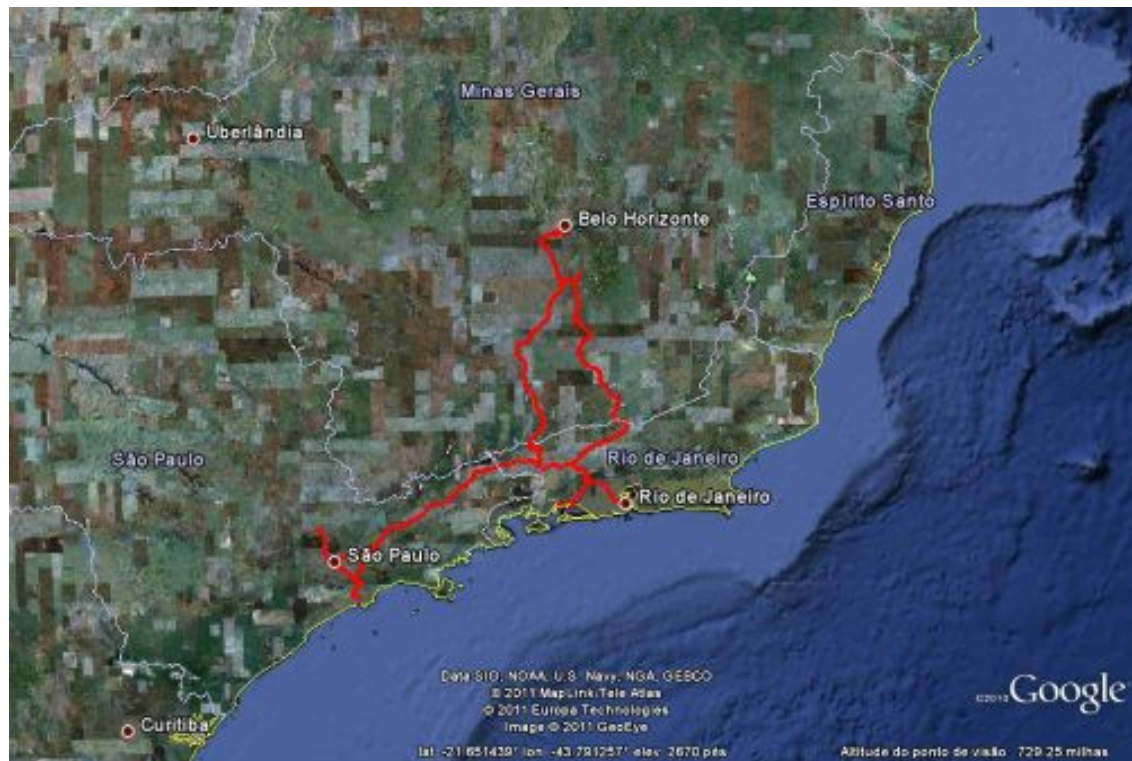 Minas Gerais
Uberlândia
Espírito Santo
Belo Horizonte
São Paulo
Rio de Janeiro
Rio de Janeiro
São Paulo
Curitiba
Data SIO, NOAA, U.S. Navy, NGA, GEBCO
© 2011 MapLink/Tele Atlas
© 2011 Europa Technologies
Image © 2011 GeoEye
©2010 Google
lat -21.651439° lon -43.791257° elev 2670 pés
Altitude do ponto de visão 729.25 milhas